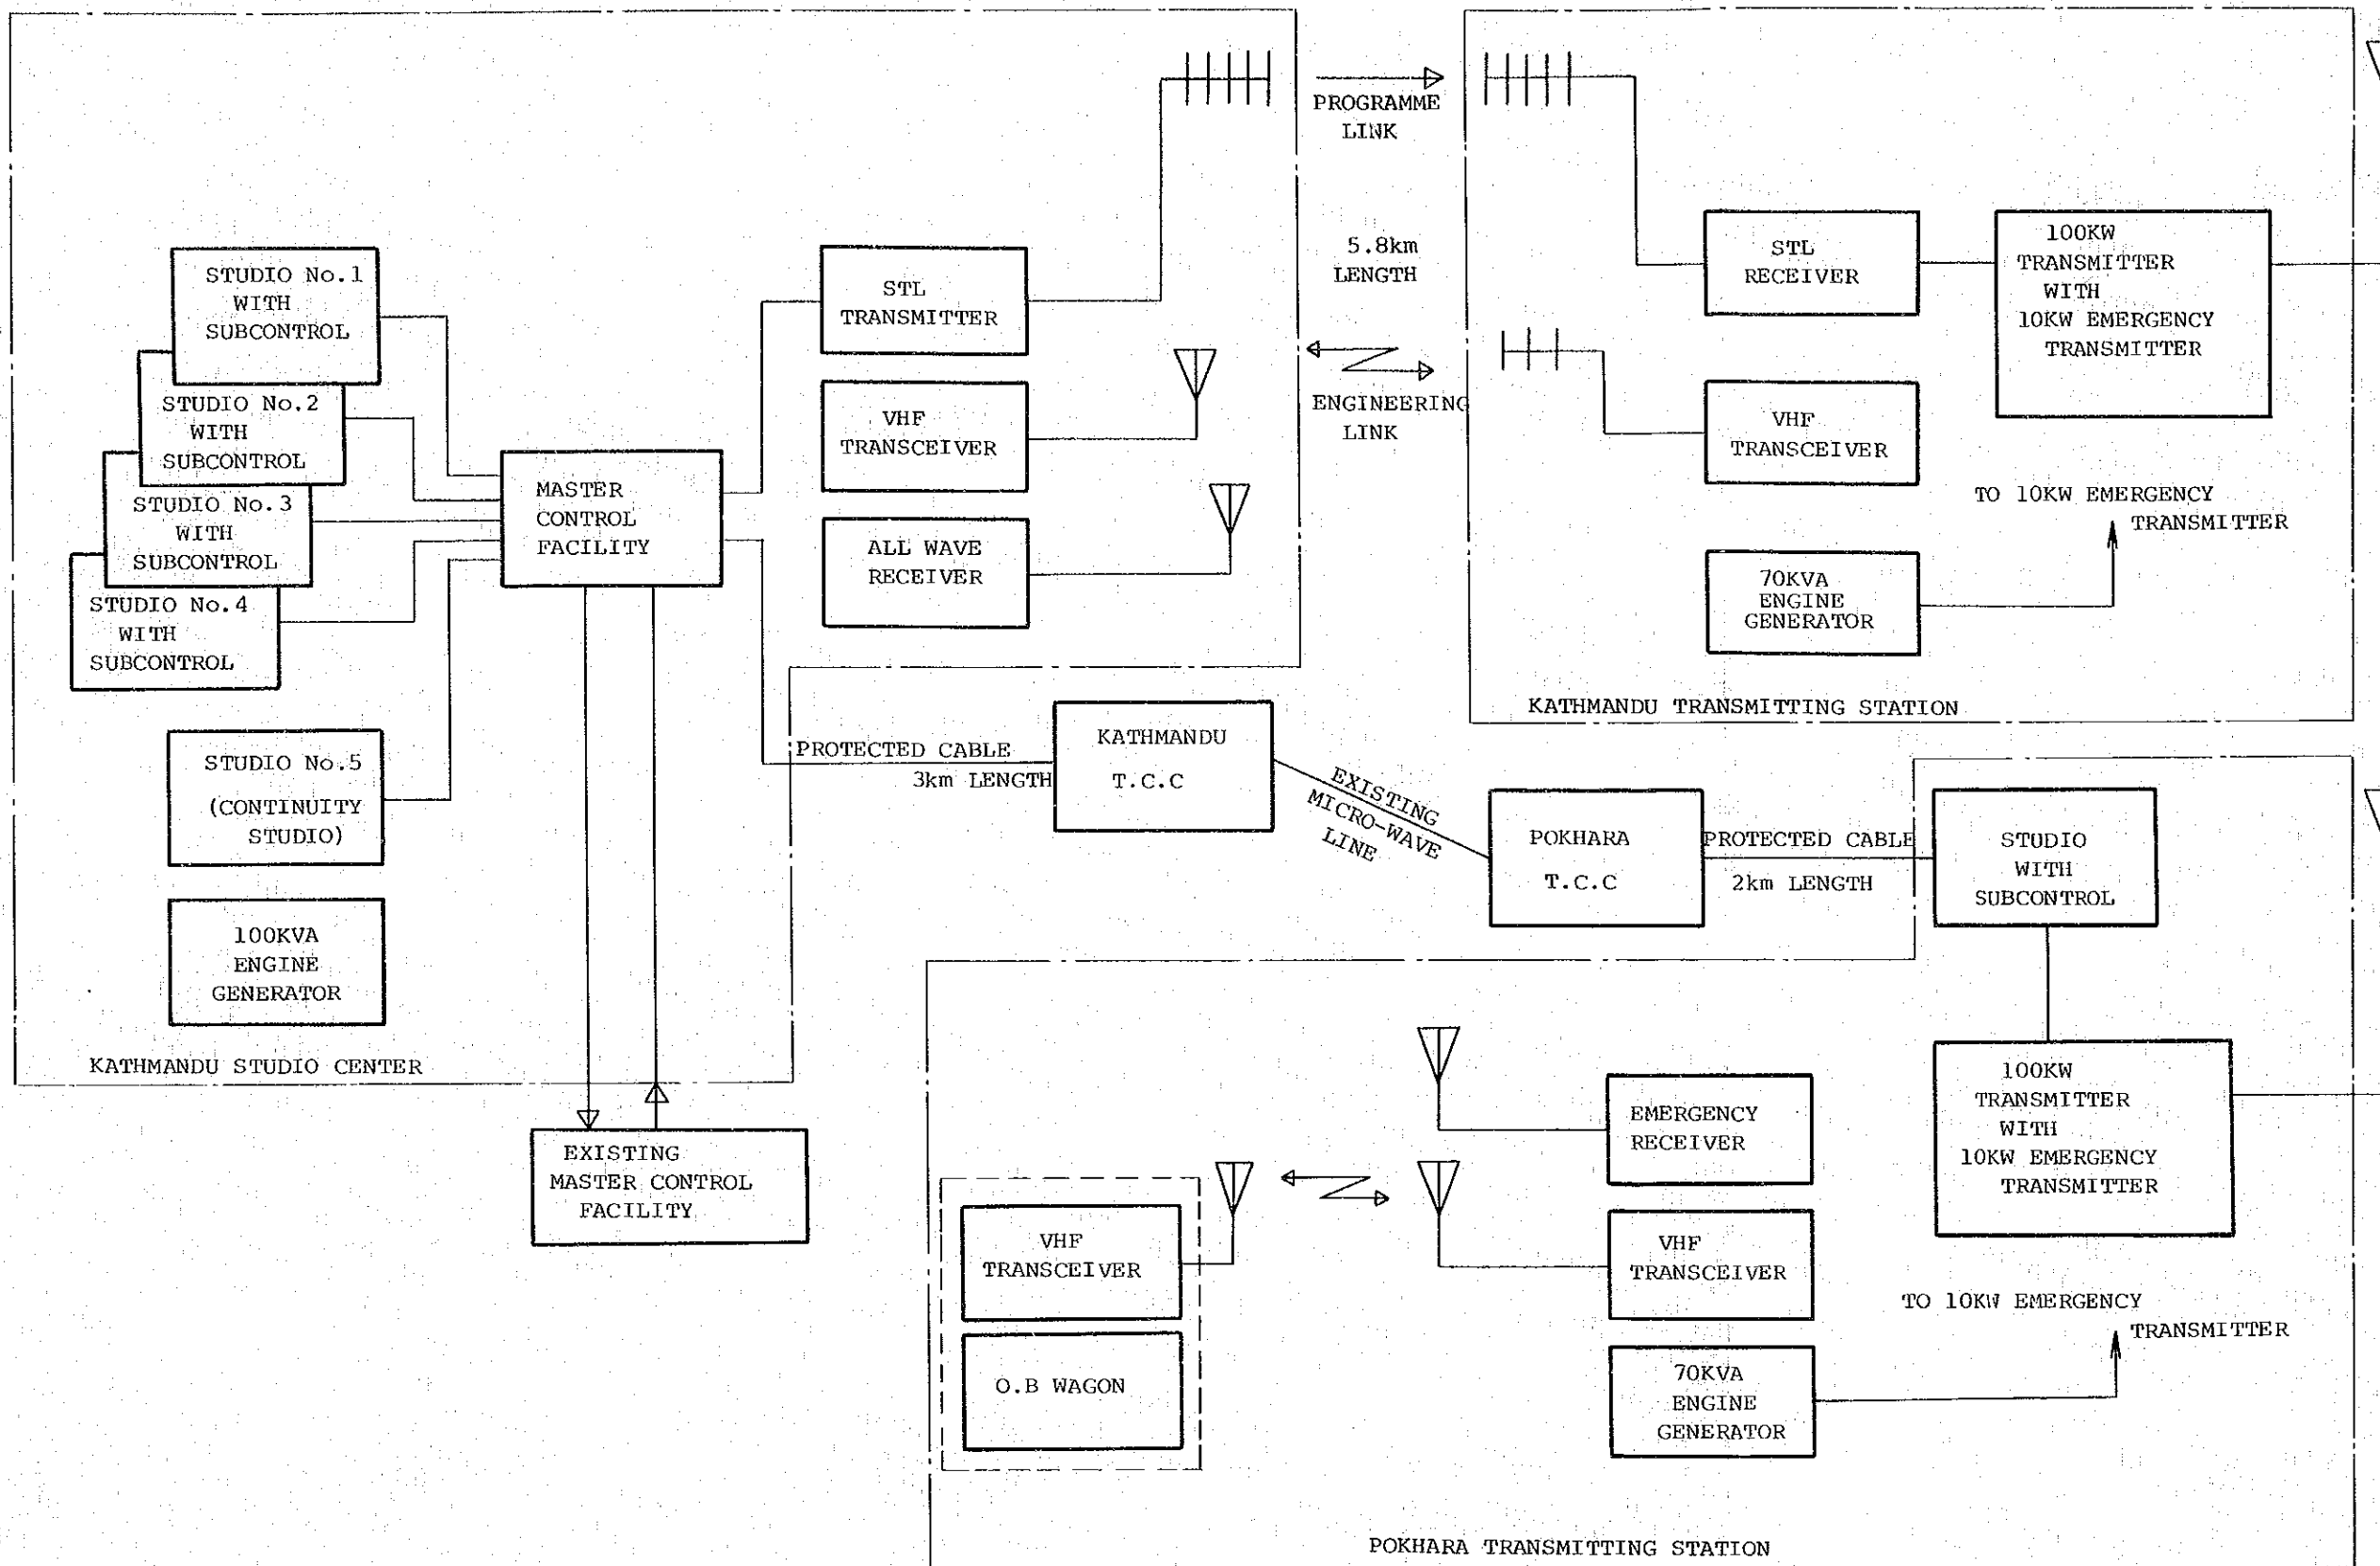 PROGRAMME
LINK
5.8km
LENGTH
ENGINEERING
LINK
STUDIO No.1
WITH
SUBCONTROL
STUDIO No.2
WITH
SUBCONTROL
STUDIO No.3
WITH
SUBCONTROL
STUDIO No.4
WITH
SUBCONTROL
STUDIO No.5
(CONTINUITY
STUDIO)
100KVA
ENGINE
GENERATOR
MASTER
CONTROL
FACILITY
STL
TRANSMITTER
VHF
TRANSCEIVER
ALL WAVE
RECEIVER
KATHMANDU STUDIO CENTER
EXISTING
MASTER CONTROL
FACILITY
STL
RECEIVER
100KW
TRANSMITTER
WITH
10KW EMERGENCY
TRANSMITTER
VHF
TRANSCEIVER
TO 10KW EMERGENCY
TRANSMITTER
70KVA
ENGINE
GENERATOR
KATHMANDU TRANSMITTING STATION
PROTECTED CABLE
3km LENGTH
KATHMANDU
T.C.C
EXISTING
MICRO-WAVE
LINE
POKHARA
T.C.C
PROTECTED CABLE
2km LENGTH
STUDIO
WITH
SUBCONTROL
100KW
TRANSMITTER
WITH
10KW EMERGENCY
TRANSMITTER
EMERGENCY
RECEIVER
VHF
TRANSCEIVER
O.B WAGON
VHF
TRANSCEIVER
TO 10KW EMERGENCY
TRANSMITTER
70KVA
ENGINE
GENERATOR
POKHARA TRANSMITTING STATION